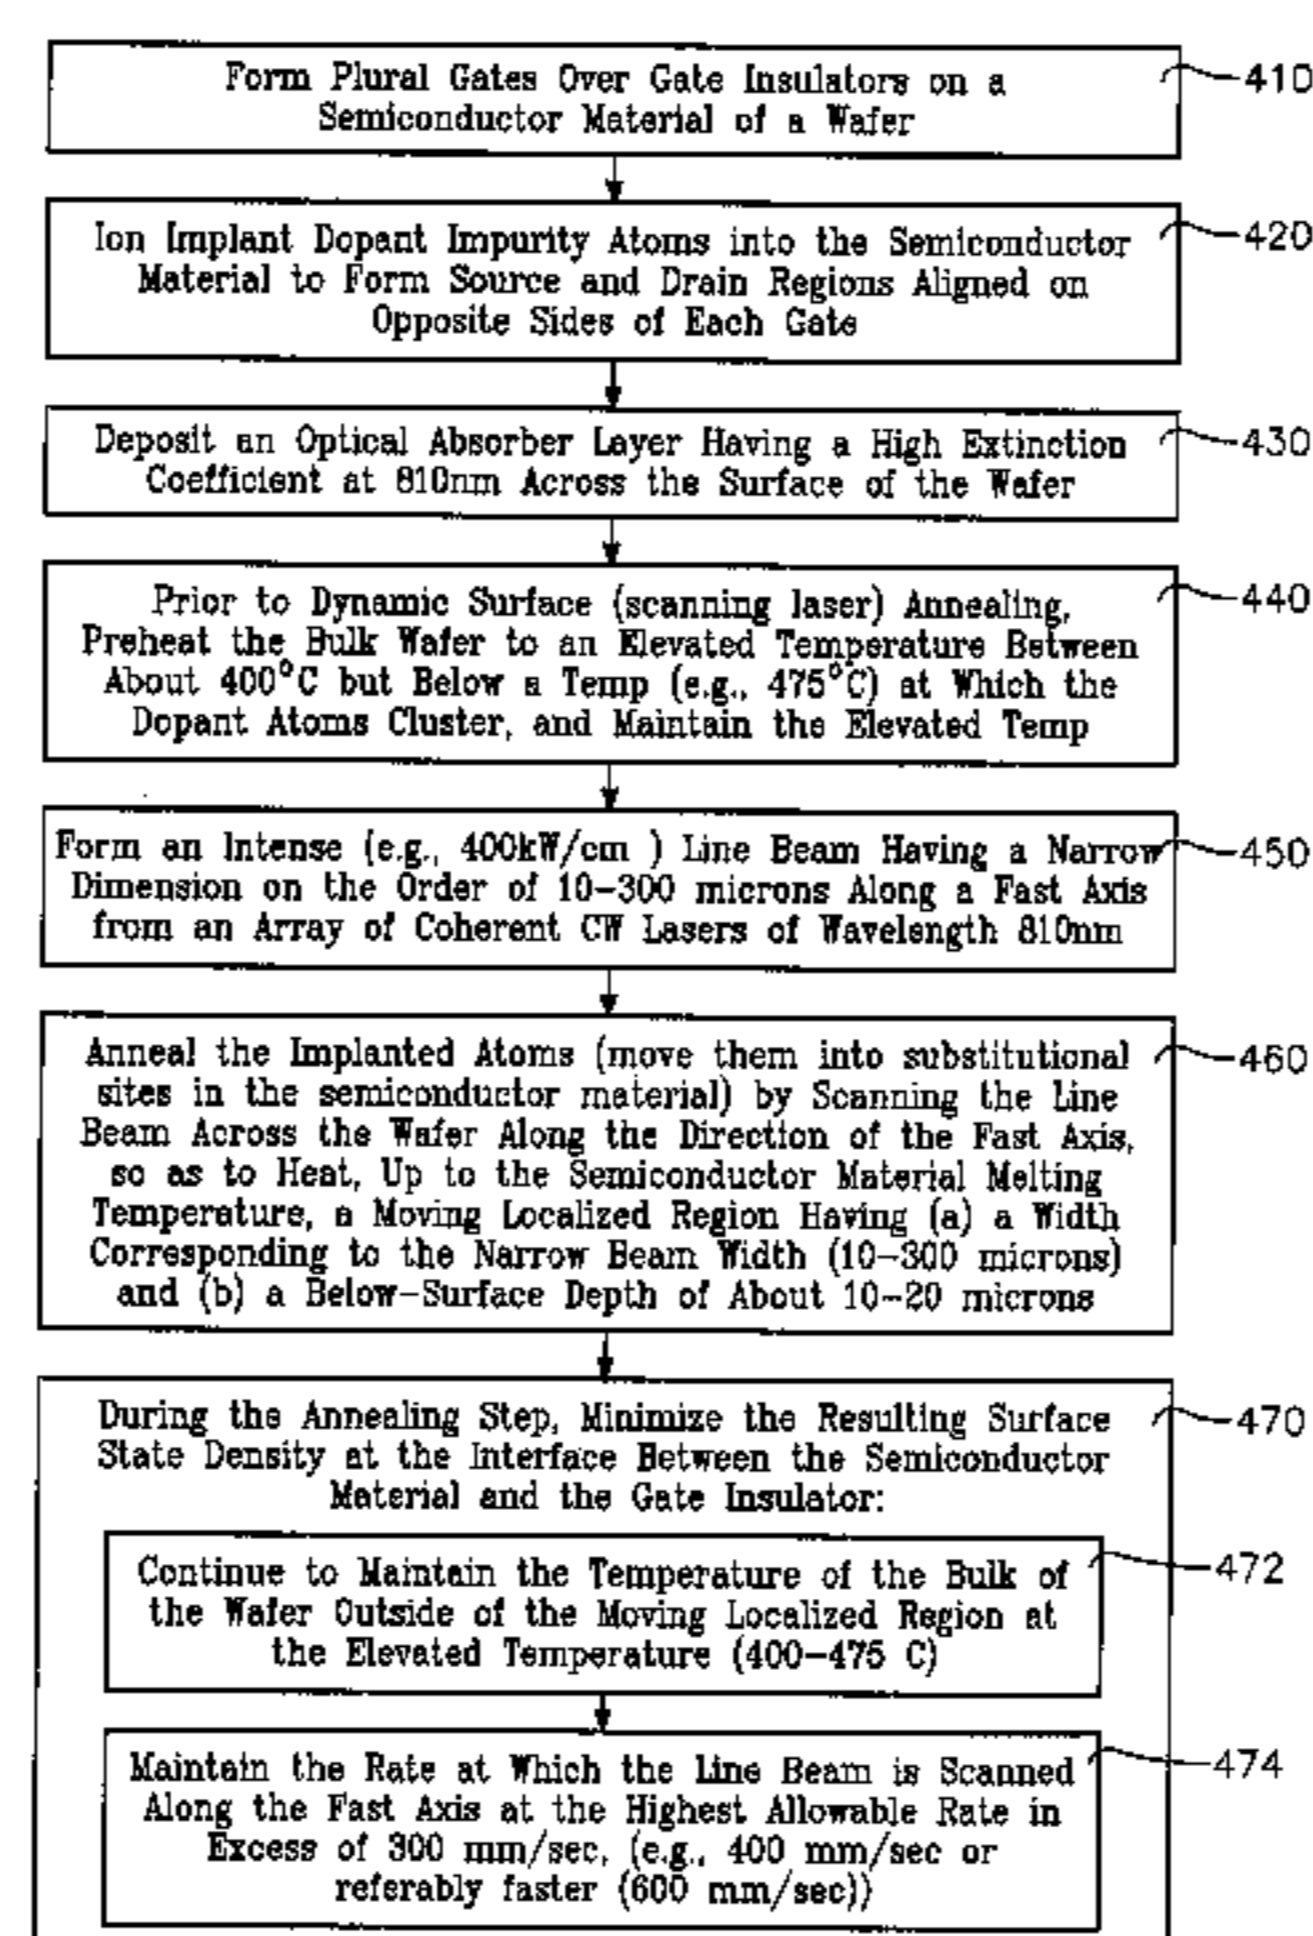 Form Plural Gates Over Gate Insulators on a
Semiconductor Material of a Wafer
410
Ion Implant Dopant Impurity Atoms into the Semiconductor
Material to Form Source and Drain Regions Aligned on
Opposite Sides of Each Gate
420
Deposit an Optical Absorber Layer Having a High Extinction
Coefficient at 810nm Across the Surface of the Wafer
430
Prior to Dynamic Surface (scanning laser) Annealing,
Preheat the Bulk Wafer to an Elevated Temperature Between
About 400°C but Below a Temp (e.g., 475°C) at Which the
Dopant Atoms Cluster, and Maintain the Elevated Temp
440
Form an Intense (e.g., 400kW/cm ) Line Beam Having a Narrow
Dimension on the Order of 10-300 microns Along a Fast Axis
from an Array of Coherent CW Lasers of Wavelength 810nm
450
Anneal the Implanted Atoms (move them into substitutional
sites in the semiconductor material) by Scanning the Line
Beam Across the Wafer Along the Direction of the Fast Axis,
so as to Heat, Up to the Semiconductor Material Melting
Temperature, a Moving Localized Region Having (a) a Width
Corresponding to the Narrow Beam Width (10-300 microns)
and (b) a Below-Surface Depth of About 10-20 microns
460
During the Annealing Step, Minimize the Resulting Surface
State Density at the Interface Between the Semiconductor
Material and the Gate Insulator:
470
Continue to Maintain the Temperature of the Bulk of
the Wafer Outside of the Moving Localized Region at
the Elevated Temperature (400-475 C)
472
Maintain the Rate at Which the Line Beam is Scanned
Along the Fast Axis at the Highest Allowable Rate in
Excess of 300 mm/sec, (e.g., 400 mm/sec or
referably faster (600 mm/sec))
474